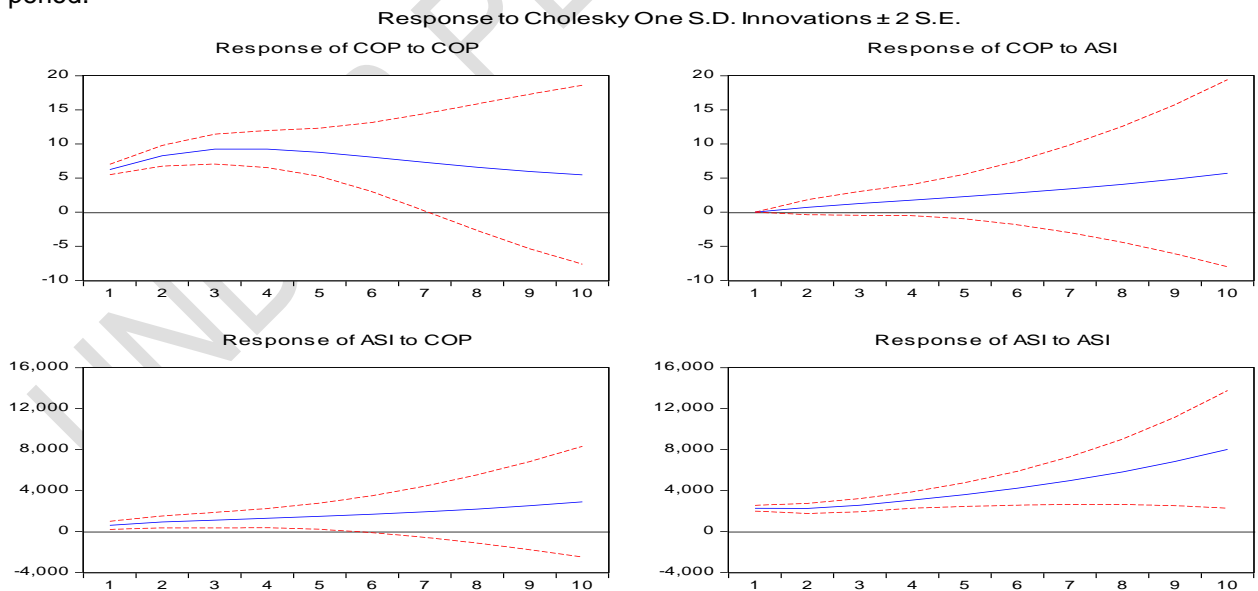 period.
Response to Cholesky One S.D. Innovations ± 2 S.E.
Response of COP to COP
20
15
10
5
0
-5
-10
1 2 3 4 5 6 7 8 9 10
Response of COP to ASI
20
15
10
5
0
-5
-10
1 2 3 4 5 6 7 8 9 10
Response of ASI to COP
16,000
12,000
8,000
4,000
0
-4,000
1 2 3 4 5 6 7 8 9 10
Response of ASI to ASI
16,000
12,000
8,000
4,000
0
-4,000
1 2 3 4 5 6 7 8 9 10